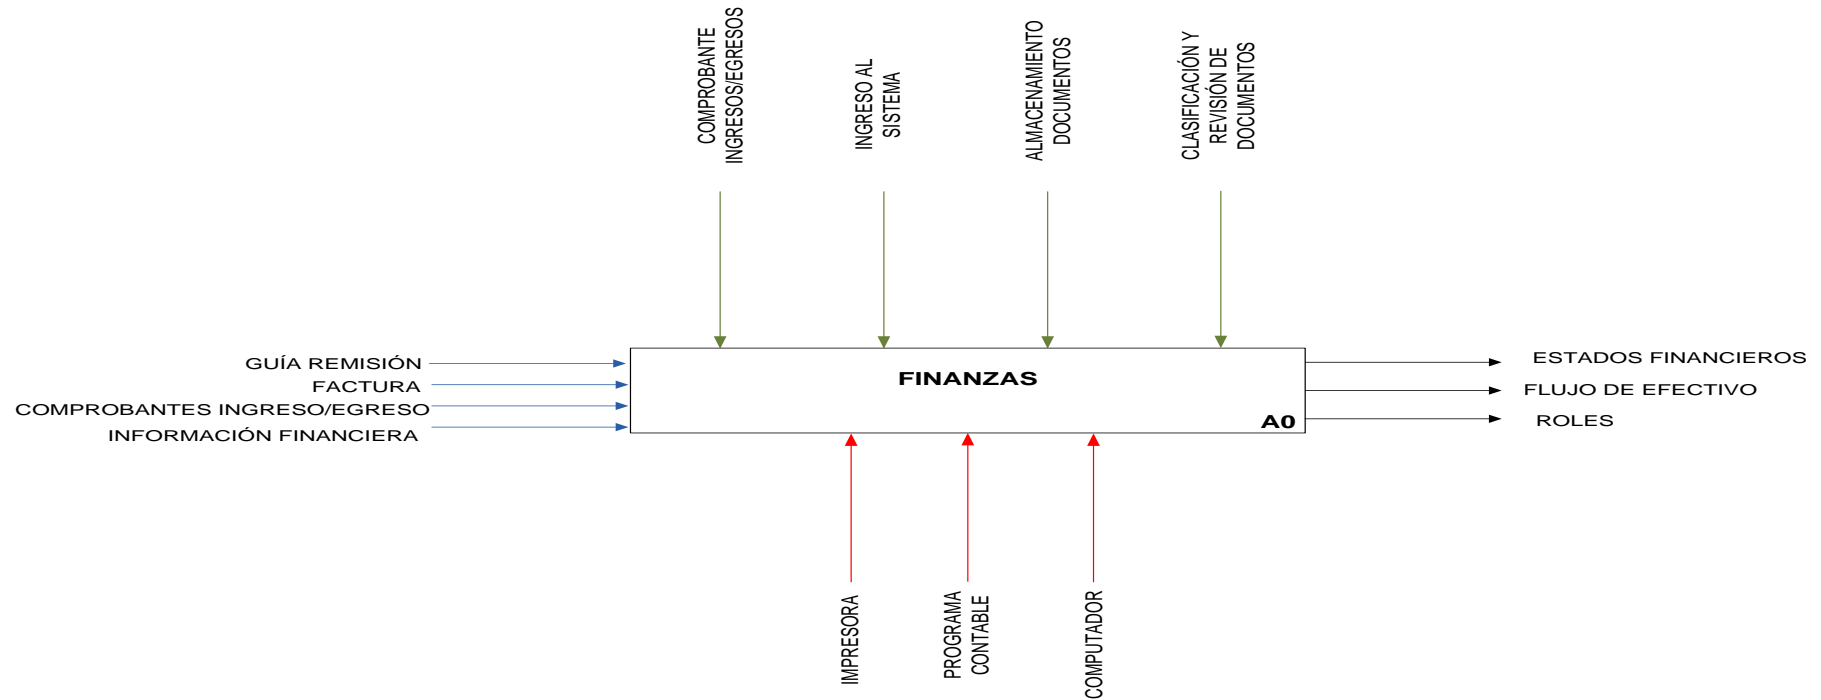 COMPROBANTE
INGRESOS/EGRESOS
INGRESO AL
SISTEMA
ALMACENAMIENTO
DOCUMENTOS
CLASIFICACIÓN Y
REVISIÓN DE
DOCUMENTOS
GUÍA REMISIÓN
FACTURA
COMPROBANTES INGRESO/EGRESO
INFORMACIÓN FINANCIERA
FINANZAS
A0
ESTADOS FINANCIEROS
FLUJO DE EFECTIVO
ROLES
IMPRESORA
PROGRAMA
CONTABLE
COMPUTADOR